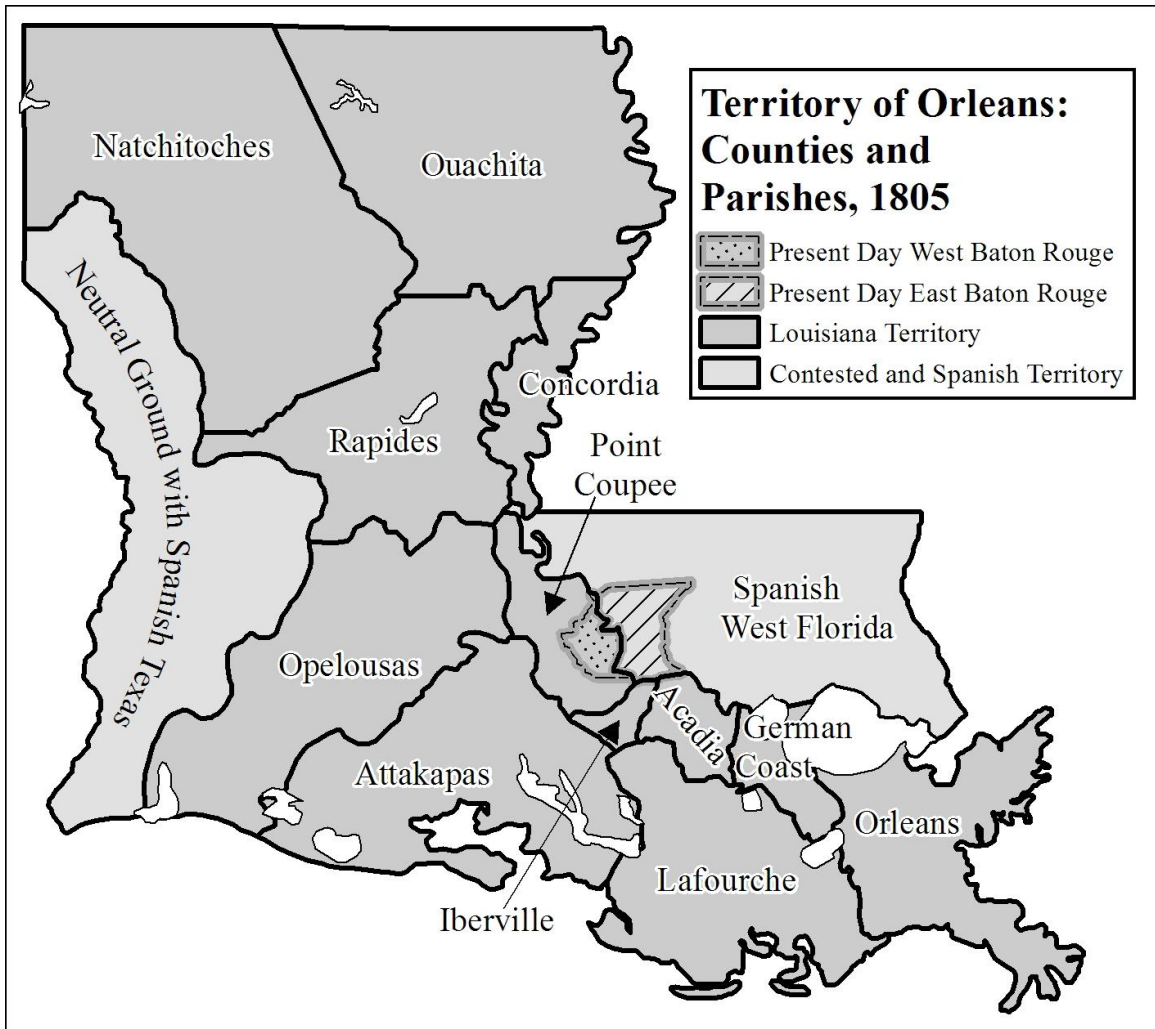 Territory of Orleans:
Counties and
Parishes, 1805
Present Day West Baton Rouge
Present Day East Baton Rouge
Louisiana Territory
Contested and Spanish Territory
Natchitoches
Ouachita
Neutral Ground with Spanish Texas
Concordia
Rapides
Point
Coupee
Spanish
West Florida
Opelousas
Acadia
German
Coast
Attakapas
Orleans
Lafourche
Iberville